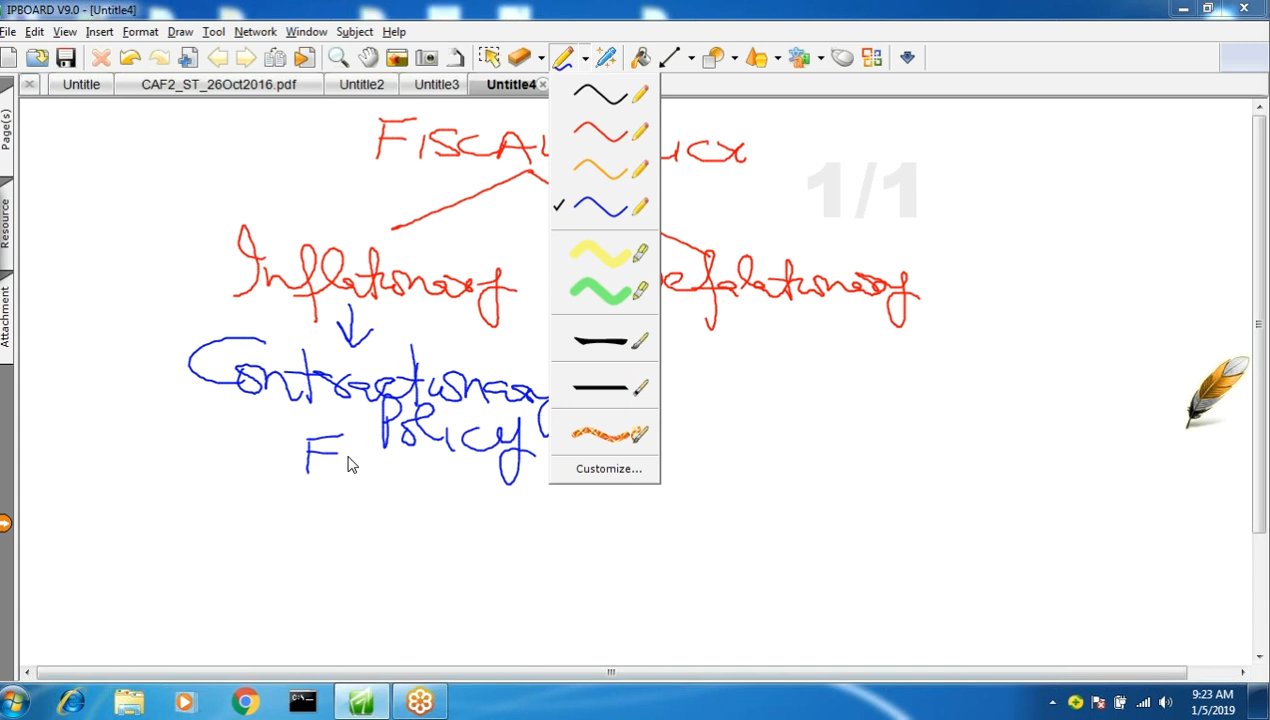 IPBOARD V9.0 - [Untitle4]
File Edit View Insert Format Draw Tool Network Window Subject Help
Untitle CAF2_ST_26Oct2016.pdf Untitle2 Untitle3 Untitle4
Page(s)
Resource
Attachment
1/1
Inflationary
Contractionary
Policy
F
Customize...
C:\_
9:23 AM
1/5/2019